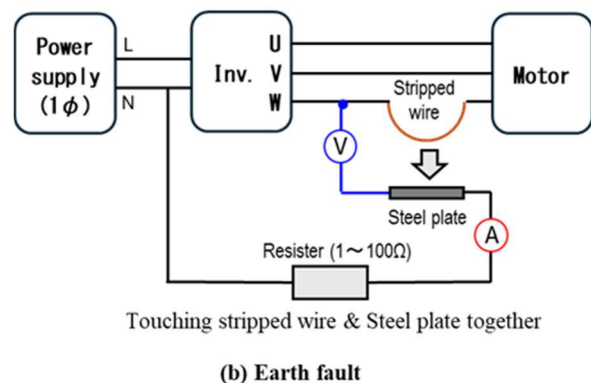 Power
supply
(1φ)
L
N
Inv.
U
V
W
Stripped
wire
Motor
V
Steel plate
A
Resister (1～100Ω)
Touching stripped wire & Steel plate together
(b) Earth fault